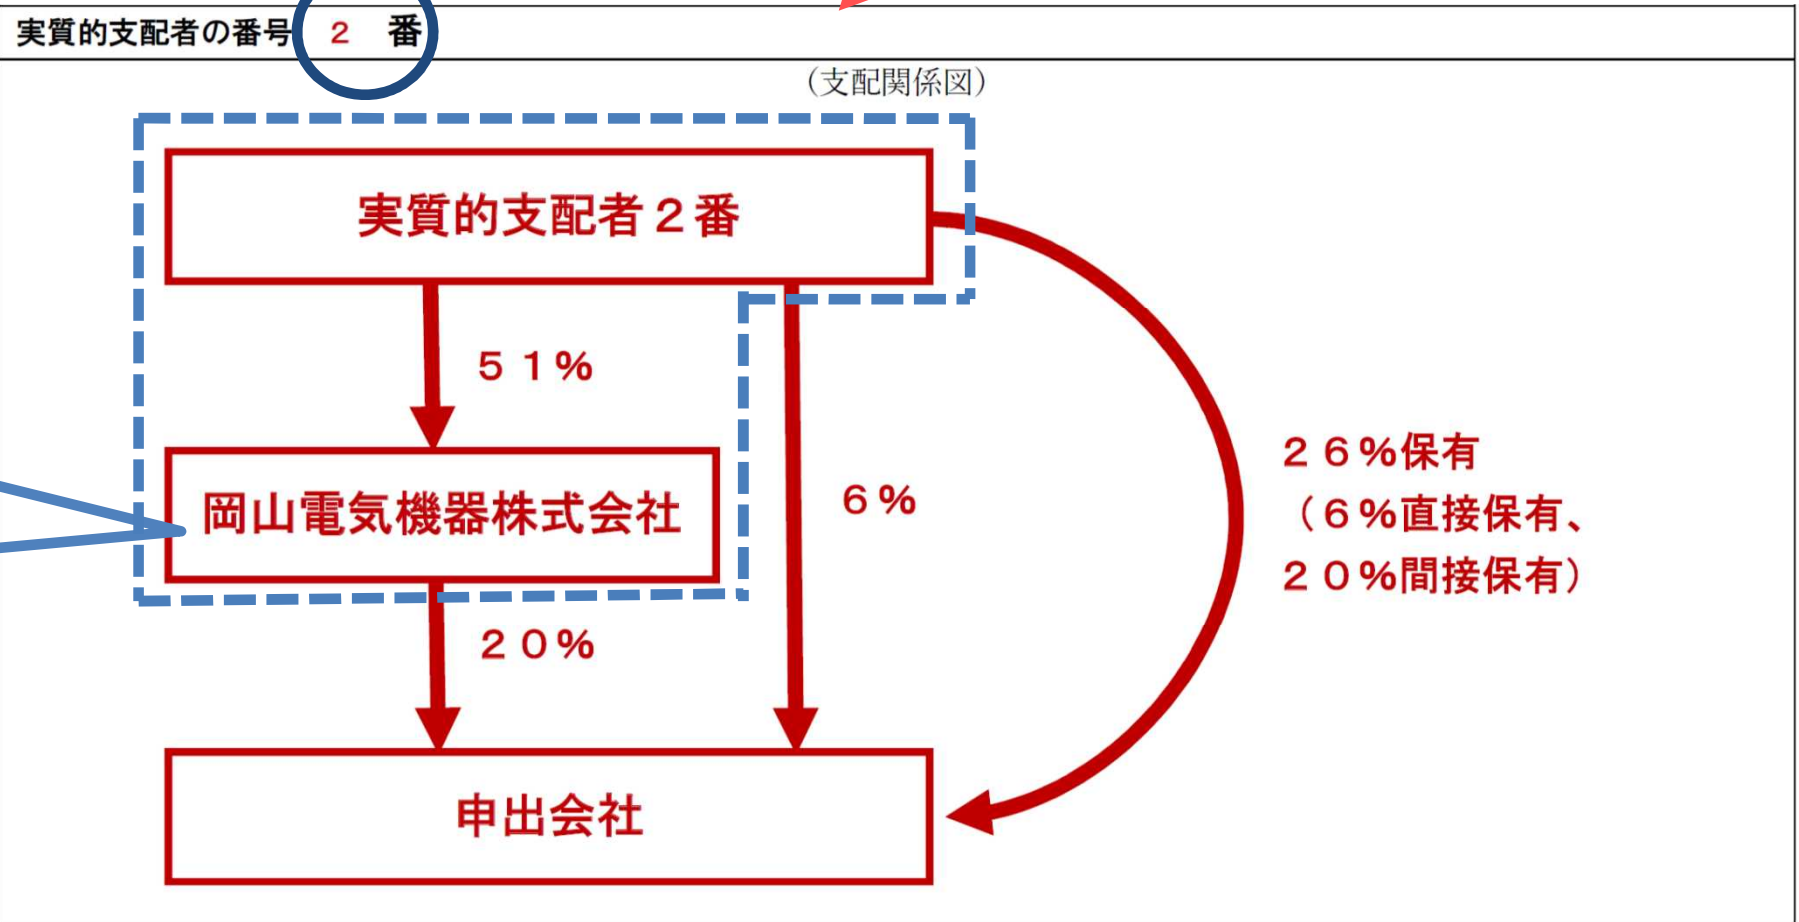 実質的支配者の番号 ２ 番
（支配関係図）
実質的支配者２番
５１％
岡山電気機器株式会社
６％
２６％保有
（６％直接保有、
２０％間接保有）
２０％
申出会社